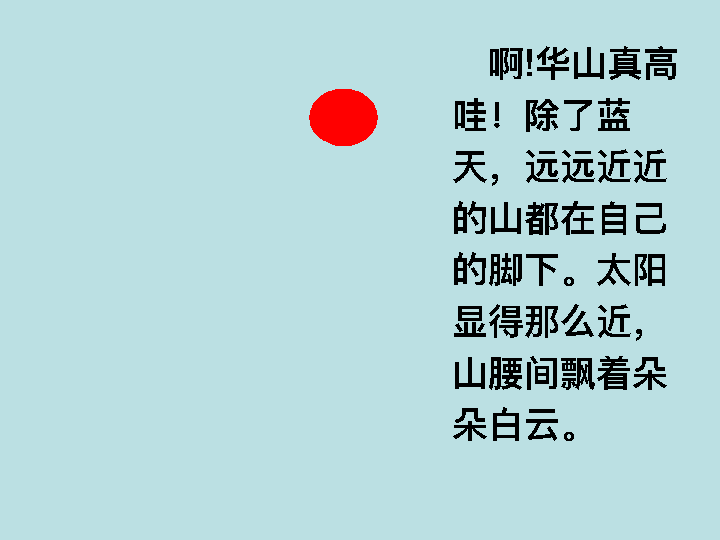 啊!华山真高
哇！除了蓝
天，远远近近
的山都在自己
的脚下。太阳
显得那么近，
山腰间飘着朵
朵白云。